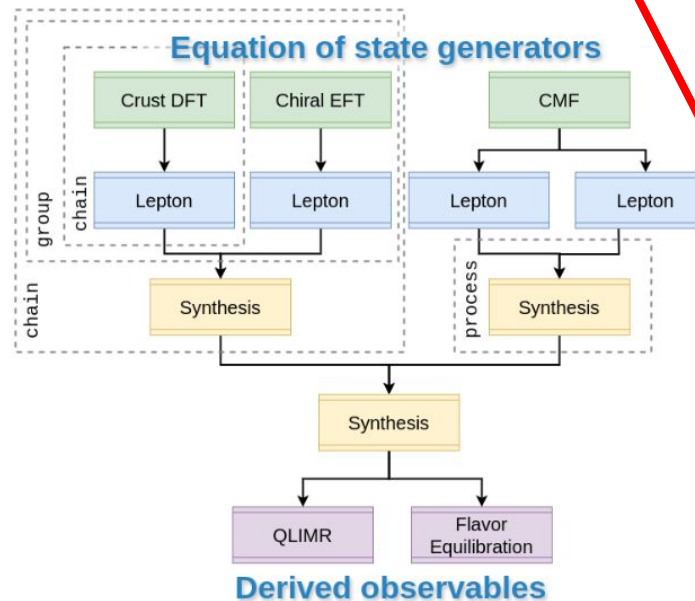 Equation of state generators
Crust DFT
Chiral EFT
CMF
Lepton
Lepton
Lepton
Lepton
group
chain
Synthesis
chain
process
Synthesis
Synthesis
QLIMR
Flavor
Equilibration
Derived observables